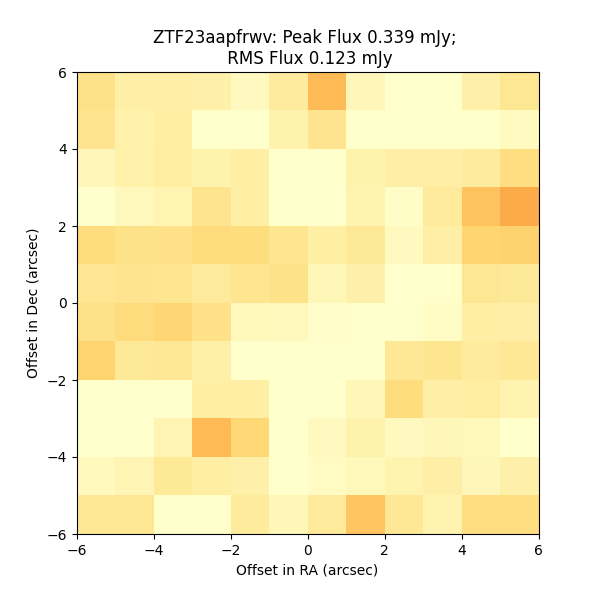 ZTF23aapfrwv: Peak Flux 0.339 mJy;
RMS Flux 0.123 mJy
6
4
2
0
−2
−4
−6
Offset in Dec (arcsec)
−6 −4 −2 0 2 4 6
Offset in RA (arcsec)